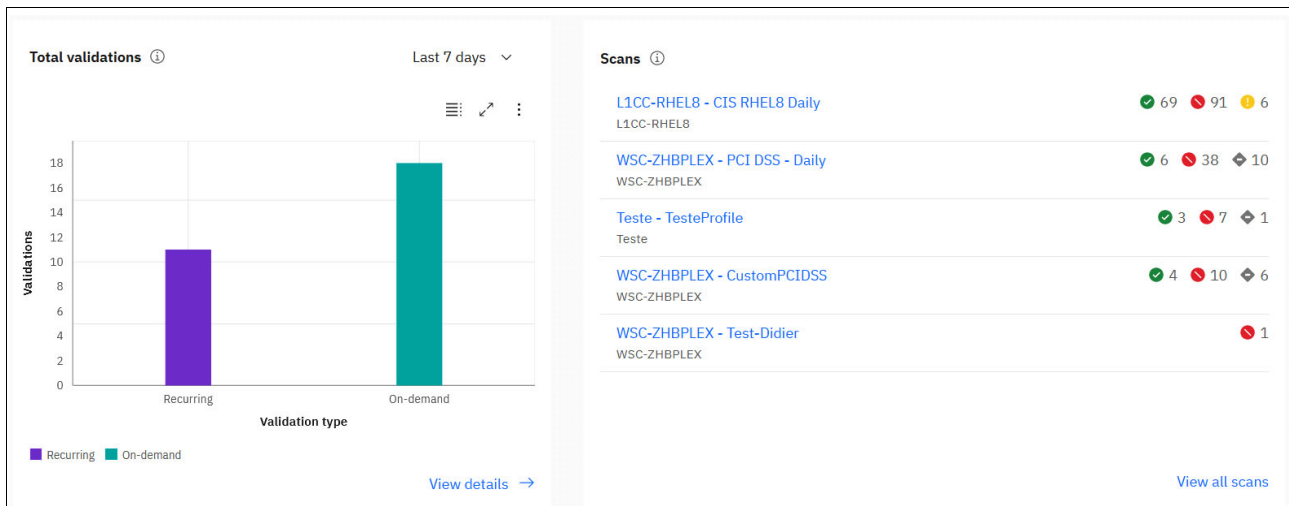 Total validations
Last 7 days
18
16
14
12
10
8
6
4
2
0
Validations
Recurring
On-demand
Validation type
Recurring
On-demand
View details
Scans
L1CC-RHEL8 - CIS RHEL8 Daily
69 91 6
L1CC-RHEL8
WSC-ZHBPLEX - PCI DSS - Daily
6 38 10
WSC-ZHBPLEX
Teste - TesteProfile
3 7 1
Teste
WSC-ZHBPLEX - CustomPCIDSS
4 10 6
WSC-ZHBPLEX
WSC-ZHBPLEX - Test-Didier
1
WSC-ZHBPLEX
View all scans